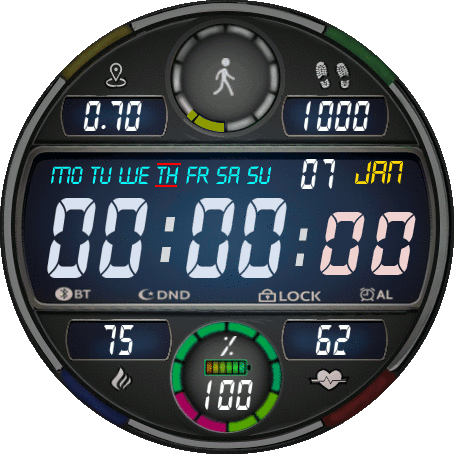 0.70 1000
MO TU WE TH FR SA SU 07 JAN
00:00:00
BT DND LOCK AL
75 % 62
100